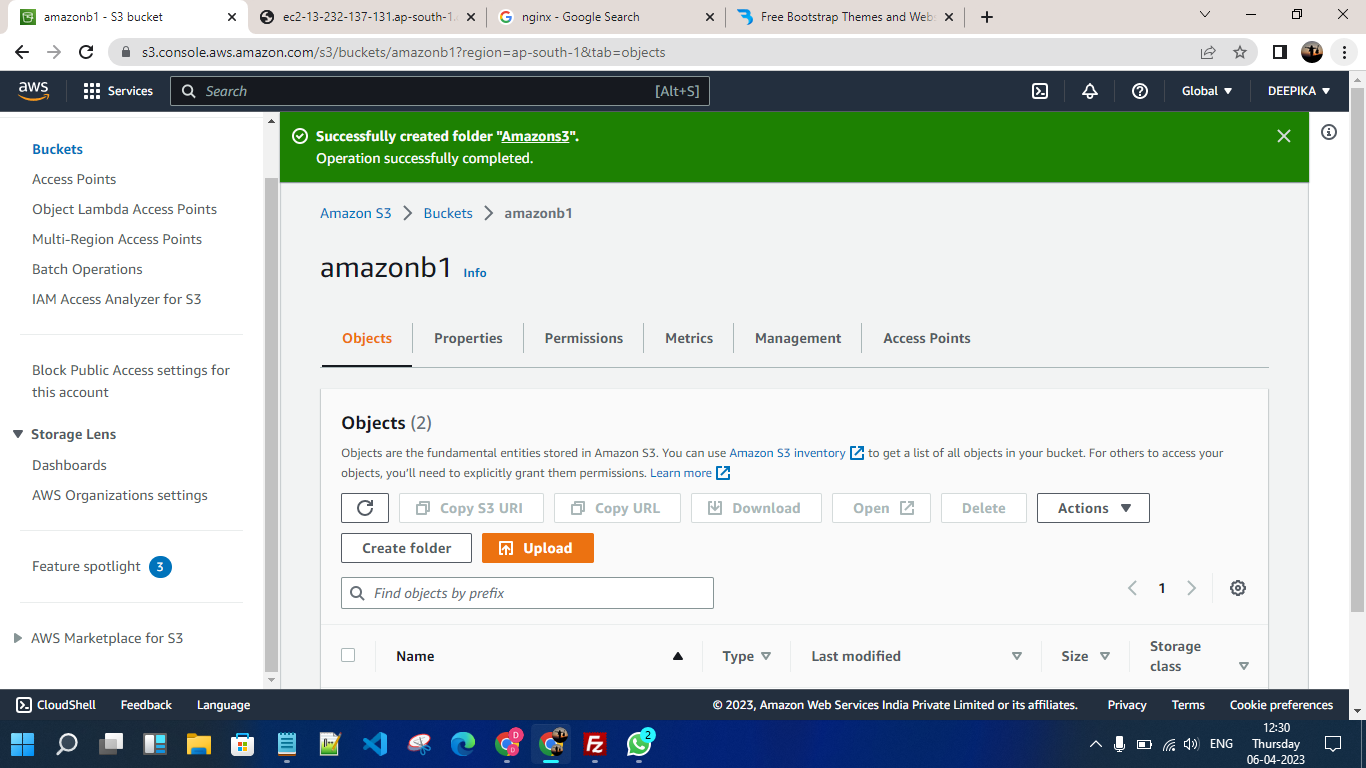 amazonb1 - S3 bucket
ec2-13-232-137-131.ap-south-1.
nginx - Google Search
Free Bootstrap Themes and Webs
s3.console.aws.amazon.com/s3/buckets/amazonb1?region=ap-south-1&tab=objects
aws
Services
Search
[Alt+S]
Global
DEEPIKA
Buckets
Access Points
Object Lambda Access Points
Multi-Region Access Points
Batch Operations
IAM Access Analyzer for S3
Block Public Access settings for
this account
Storage Lens
Dashboards
AWS Organizations settings
Feature spotlight 3
AWS Marketplace for S3
Successfully created folder "Amazons3".
Operation successfully completed.
Amazon S3 > Buckets > amazonb1
amazonb1 Info
Objects
Properties
Permissions
Metrics
Management
Access Points
Objects (2)
Objects are the fundamental entities stored in Amazon S3. You can use Amazon S3 inventory to get a list of all objects in your bucket. For others to access your
objects, you'll need to explicitly grant them permissions. Learn more
Copy S3 URI
Copy URL
Download
Open
Delete
Actions
Create folder
Upload
Find objects by prefix
1
Name
Type
Last modified
Size
Storage
class
CloudShell
Feedback
Language
© 2023, Amazon Web Services India Private Limited or its affiliates.
Privacy
Terms
Cookie preferences
D
D
Fz
2
ENG
12:30
Thursday
06-04-2023